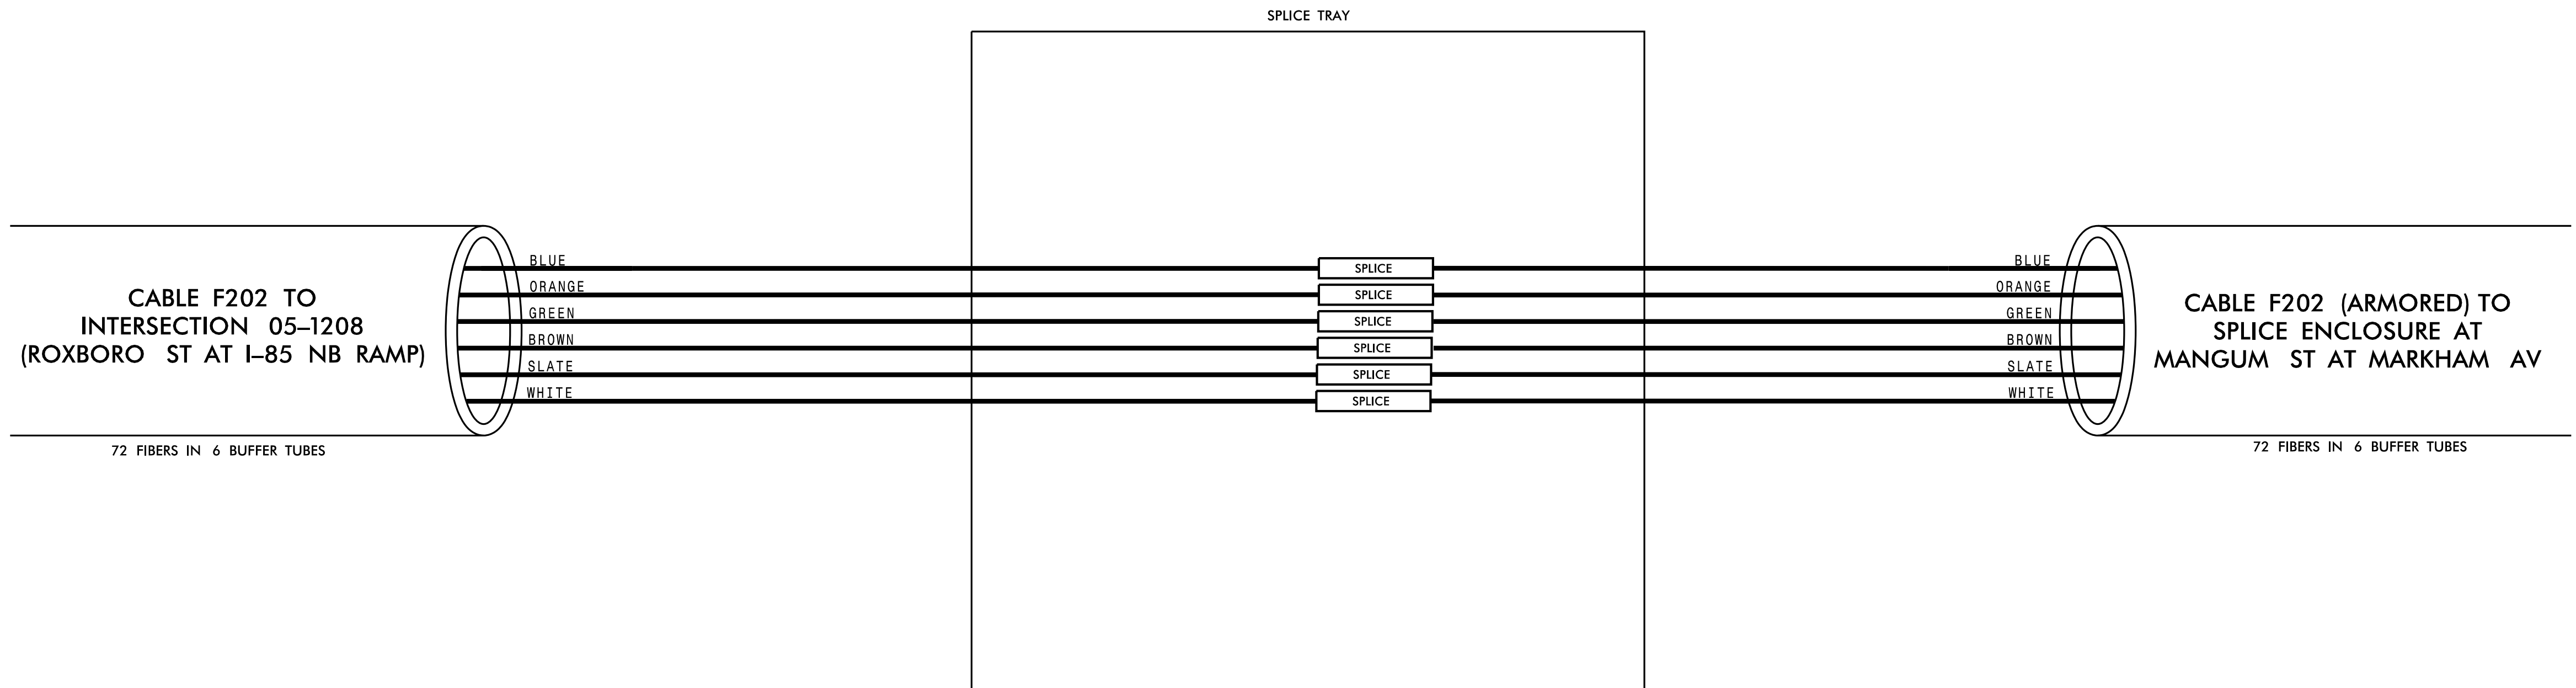 SPLICE TRAY
CABLE F202 TO
INTERSECTION 05–1208
(ROXBORO ST AT I–85 NB RAMP)
72 FIBERS IN 6 BUFFER TUBES
BLUE
ORANGE
GREEN
BROWN
SLATE
WHITE
SPLICE
SPLICE
SPLICE
SPLICE
SPLICE
SPLICE
BLUE
ORANGE
GREEN
BROWN
SLATE
WHITE
CABLE F202 (ARMORED) TO
SPLICE ENCLOSURE AT
MANGUM ST AT MARKHAM AV
72 FIBERS IN 6 BUFFER TUBES